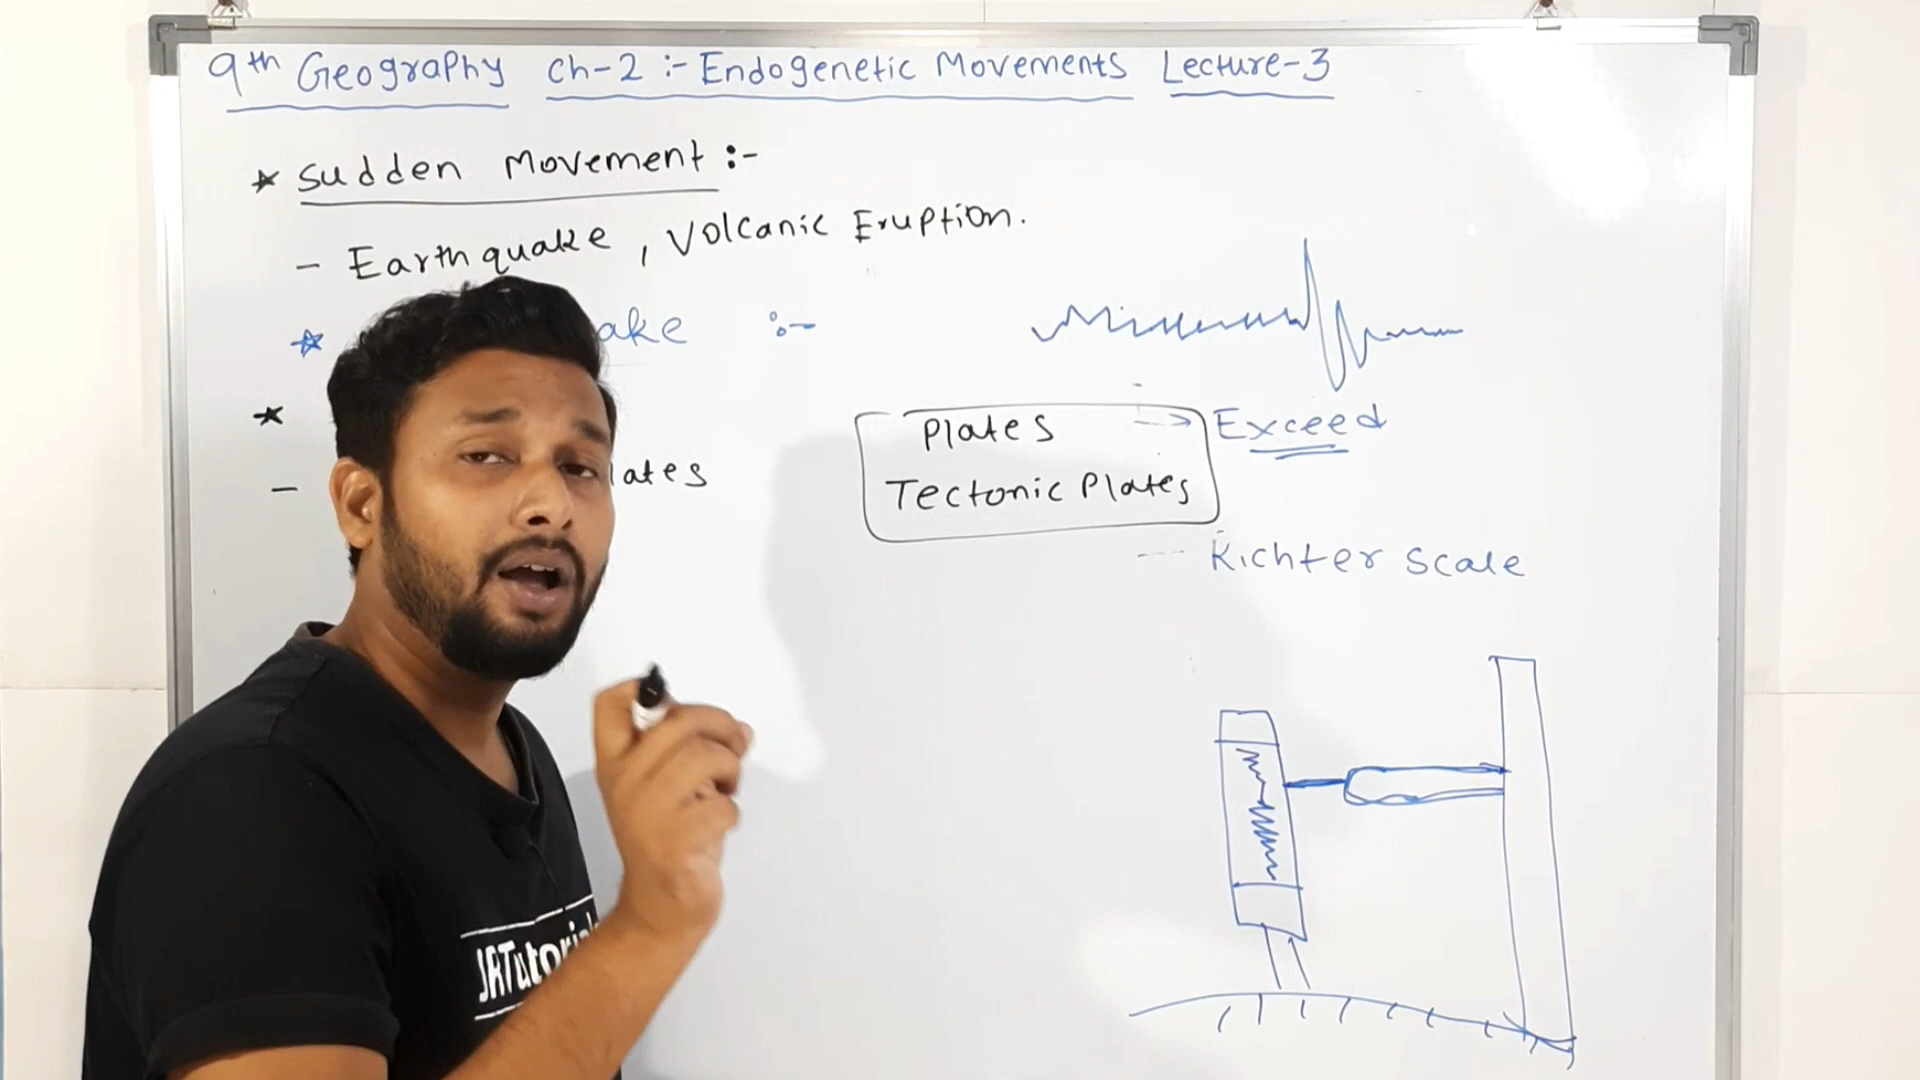 9th Geography Ch-2 :- Endogenetic Movements Lecture-3
* Sudden Movement :-
- Earthquake , Volcanic Eruption.
* ake :-
*
- lates
Plates
Tectonic Plates
→ Exceed
— Richter scale
JRTutorial